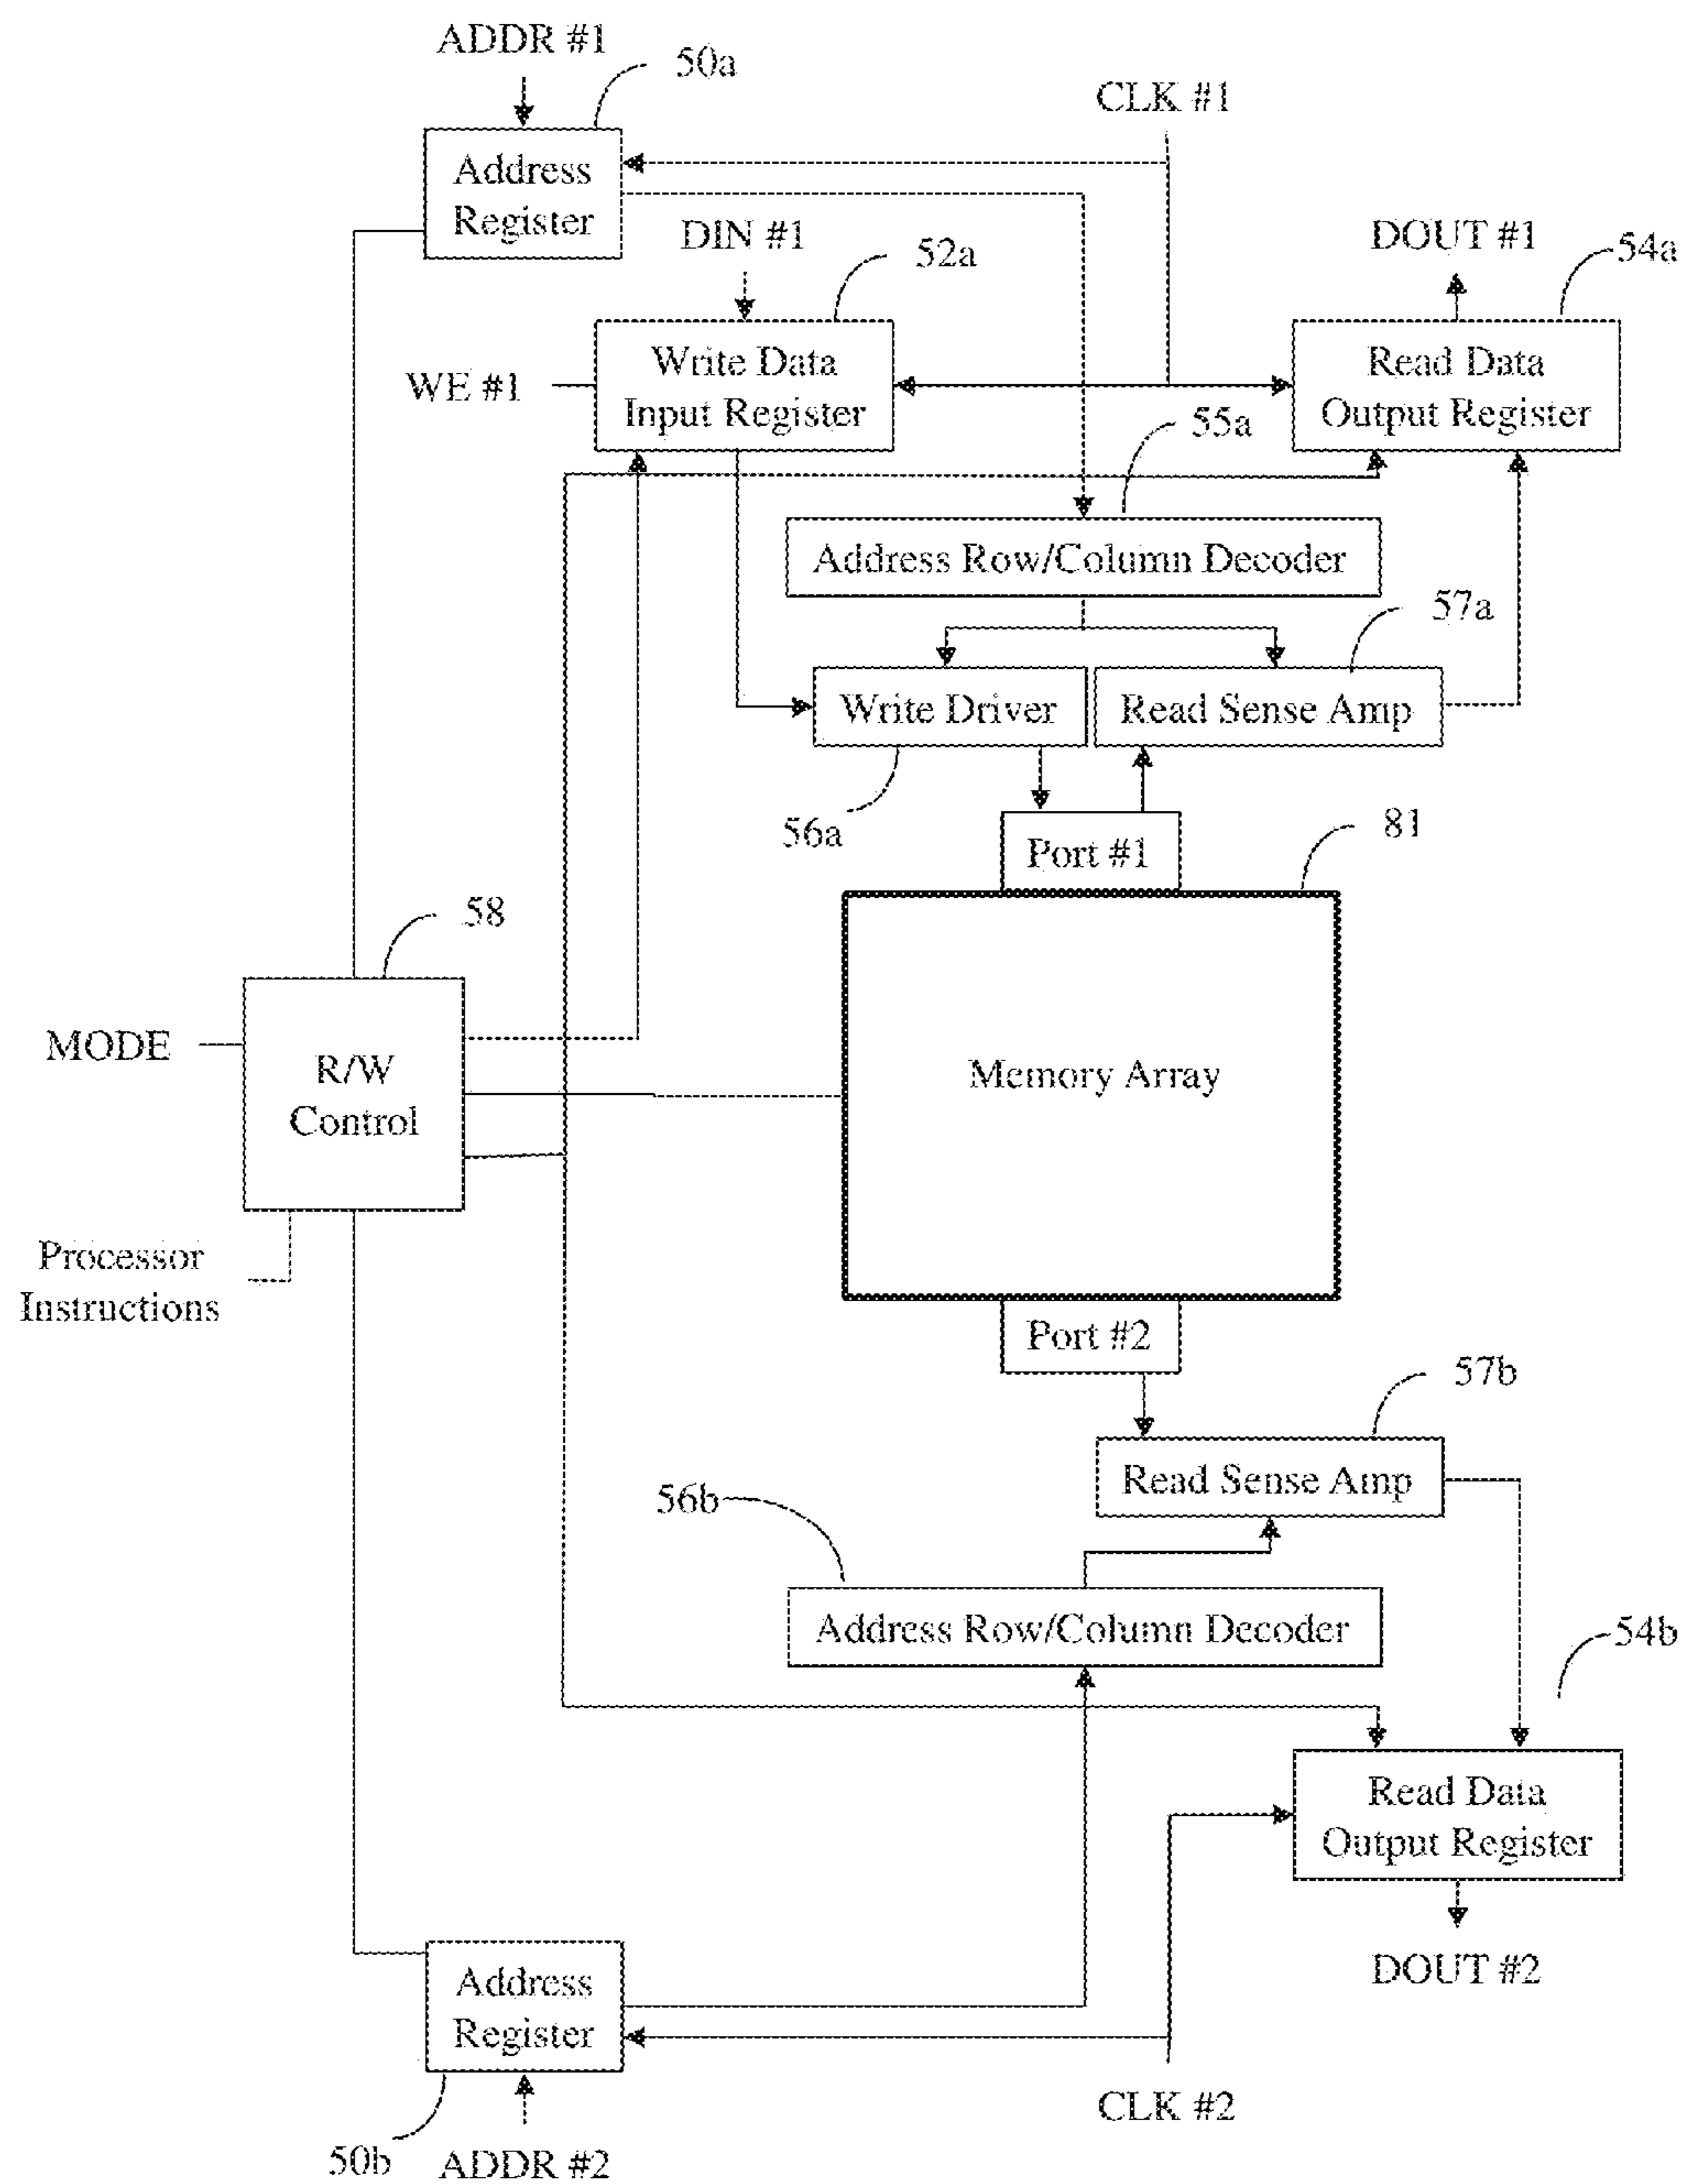 ADDR #1
50a
CLK #1
Address
Register
DIN #1
52a
DOUT #1
54a
WE #1
Write Data
Input Register
Read Data
Output Register
55a
Address Row/Column Decoder
57a
Write Driver
Read Sense Amp
56a
Port #1
81
58
MODE
R/W
Control
Memory Array
Processor
Instructions
Port #2
57b
Read Sense Amp
56b
Address Row/Column Decoder
54b
Read Data
Output Register
DOUT #2
Address
Register
CLK #2
50b
ADDR #2